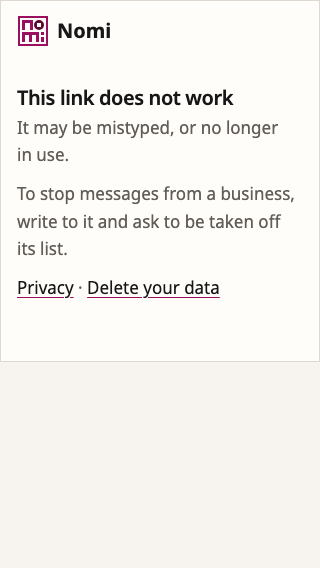 nomi
Nomi
This link does not work
It may be mistyped, or no longer
in use.
To stop messages from a business,
write to it and ask to be taken off
its list.
Privacy · Delete your data